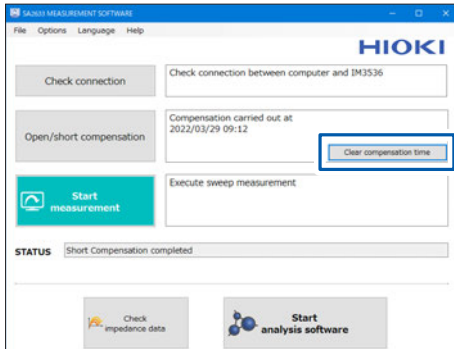 SA2633 MEASUREMENT SOFTWARE
File Options Language Help
HIOKI
Check connection
Check connection between computer and IM3536
Open/short compensation
Compensation carried out at
2022/03/29 09:12
Clear compensation time
Start
measurement
Execute sweep measurement
STATUS Short Compensation completed
Check
impedance data
Start
analysis software